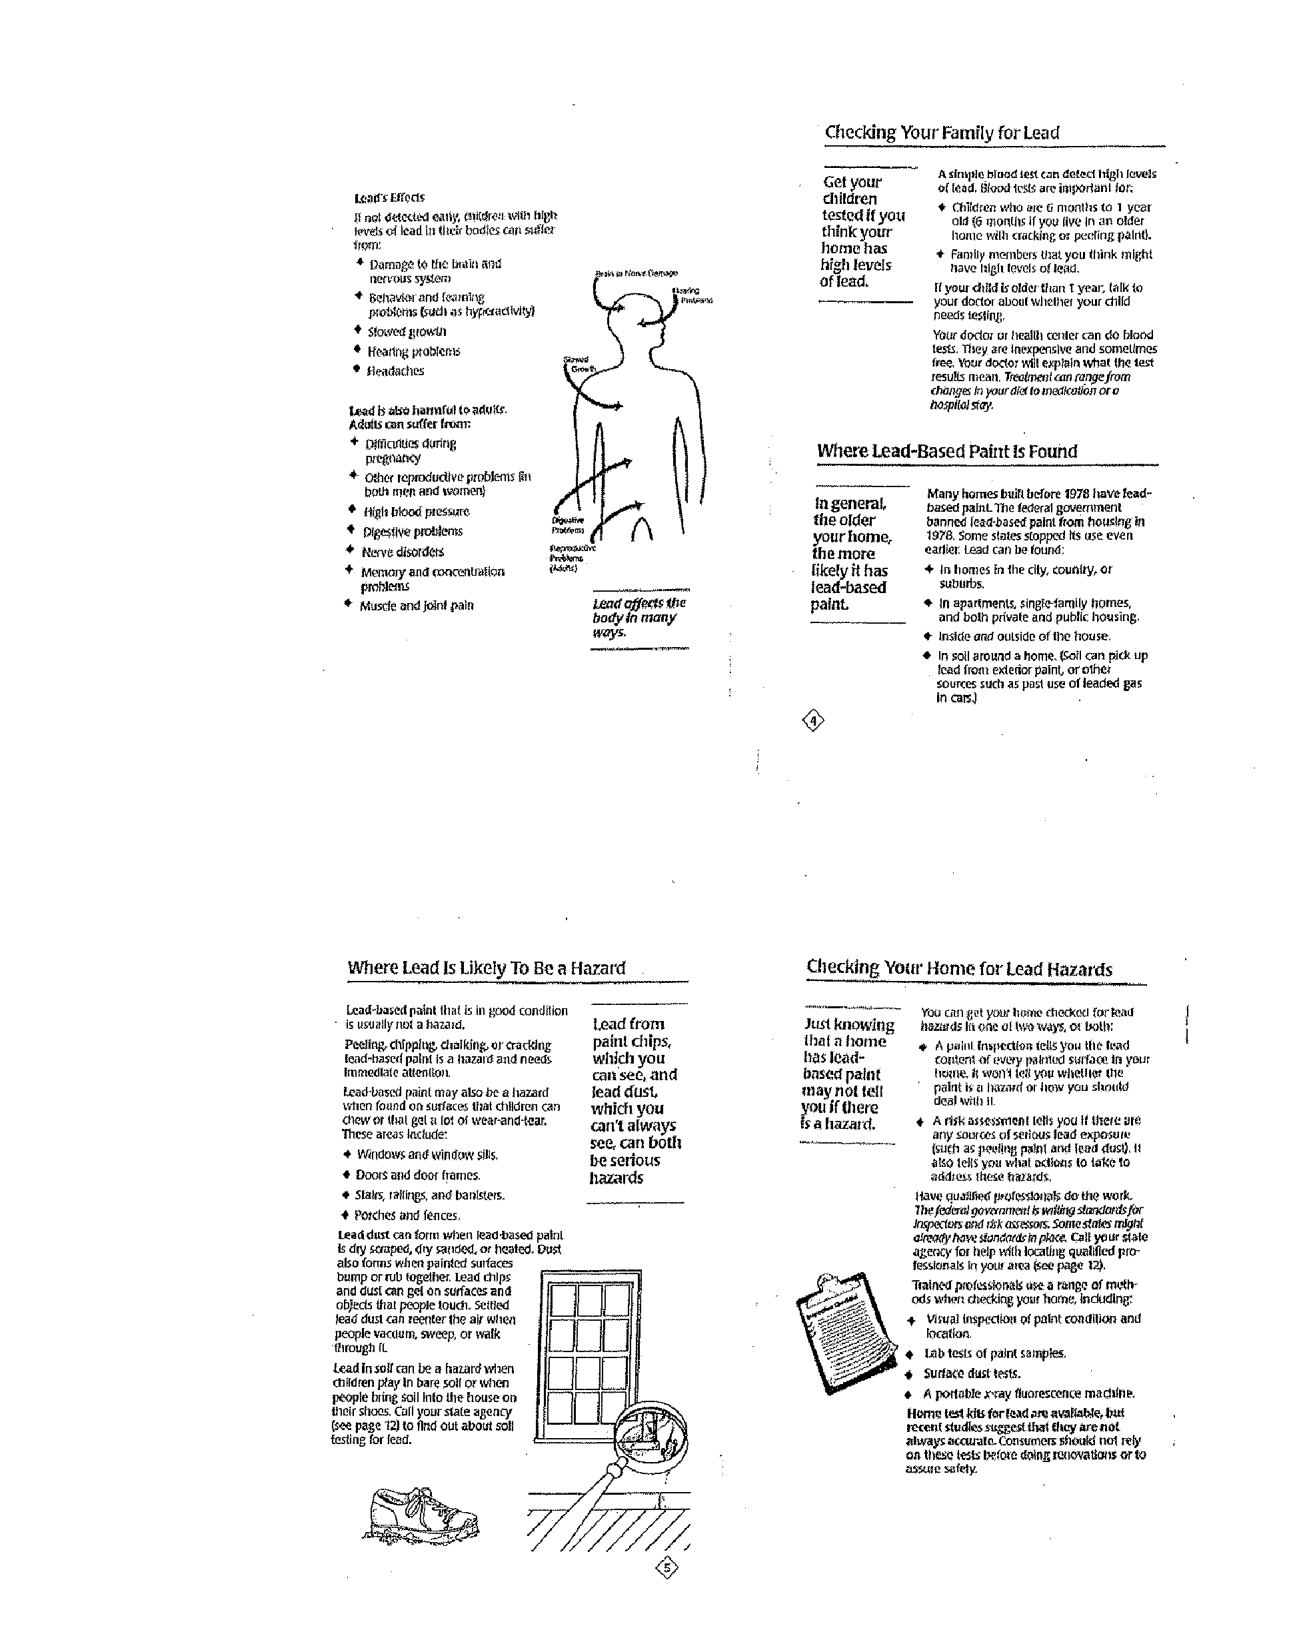 Lead's Effects
If not detected early, children with high
levels of lead in their bodies can suffer
from:
✦ Damage to the brain and
nervous system
✦ Behavior and learning
problems (such as hyperactivity)
✦ Slowed growth
✦ Hearing problems
✦ Headaches
Lead is also harmful to adults.
Adults can suffer from:
✦ Difficulties during
pregnancy
✦ Other reproductive problems (in
both men and women)
✦ High blood pressure
✦ Digestive problems
✦ Nerve disorders
✦ Memory and concentration
problems
✦ Muscle and joint pain
Brain or Nerve Damage
Hearing
Problems
Slowed
Growth
Digestive
Problems
Reproductive
Problems
(Adults)
Lead affects the
body in many
ways.
Checking Your Family for Lead
Get your
children
tested if you
think your
home has
high levels
of lead.
A simple blood test can detect high levels
of lead. Blood tests are important for:
✦ Children who are 6 months to 1 year
old (6 months if you live in an older
home with cracking or peeling paint).
✦ Family members that you think might
have high levels of lead.
If your child is older than 1 year, talk to
your doctor about whether your child
needs testing.
Your doctor or health center can do blood
tests. They are inexpensive and sometimes
free. Your doctor will explain what the test
results mean. Treatment can range from
changes in your diet to medication or a
hospital stay.
Where Lead-Based Paint Is Found
In general,
the older
your home,
the more
likely it has
lead-based
paint.
Many homes built before 1978 have lead-
based paint. The federal government
banned lead-based paint from housing in
1978. Some states stopped its use even
earlier. Lead can be found:
✦ In homes in the city, country, or
suburbs.
✦ In apartments, single-family homes,
and both private and public housing.
✦ Inside and outside of the house.
✦ In soil around a home. (Soil can pick up
lead from exterior paint, or other
sources such as past use of leaded gas
in cars.)
4
Where Lead Is Likely To Be a Hazard
Lead-based paint that is in good condition
is usually not a hazard.
Peeling, chipping, chalking, or cracking
lead-based paint is a hazard and needs
immediate attention.
Lead-based paint may also be a hazard
when found on surfaces that children can
chew or that get a lot of wear-and-tear.
These areas include:
✦ Windows and window sills.
✦ Doors and door frames.
✦ Stairs, railings, and banisters.
✦ Porches and fences.
Lead dust can form when lead-based paint
is dry scraped, dry sanded, or heated. Dust
also forms when painted surfaces
bump or rub together. Lead chips
and dust can get on surfaces and
objects that people touch. Settled
lead dust can reenter the air when
people vacuum, sweep, or walk
through it.
Lead in soil can be a hazard when
children play in bare soil or when
people bring soil into the house on
their shoes. Call your state agency
(see page 12) to find out about soil
testing for lead.
Lead from
paint chips,
which you
can see, and
lead dust,
which you
can't always
see, can both
be serious
hazards
5
Checking Your Home for Lead Hazards
Just knowing
that a home
has lead-
based paint
may not tell
you if there
is a hazard.
You can get your home checked for lead
hazards in one of two ways, or both:
✦ A paint inspection tells you the lead
content of every painted surface in your
home. It won't tell you whether the
paint is a hazard or how you should
deal with it.
✦ A risk assessment tells you if there are
any sources of serious lead exposure
(such as peeling paint and lead dust). It
also tells you what actions to take to
address these hazards.
Have qualified professionals do the work.
The federal government is writing standards for
inspectors and risk assessors. Some states might
already have standards in place. Call your state
agency for help with locating qualified pro-
fessionals in your area (see page 12).
Trained professionals use a range of meth-
ods when checking your home, including:
✦ Visual inspection of paint condition and
location.
✦ Lab tests of paint samples.
✦ Surface dust tests.
✦ A portable x-ray fluorescence machine.
Home test kits for lead are available, but
recent studies suggest that they are not
always accurate. Consumers should not rely
on these tests before doing renovations or to
assure safety.
Inspection Checklist